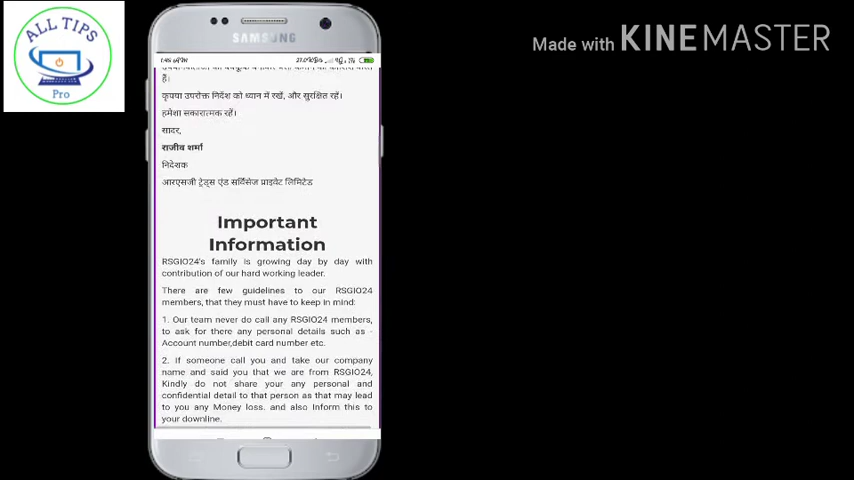 ALL TIPS
Pro
Made with KINEMASTER
SAMSUNG
हैं।
कृपया उपरोक्त निर्देश को ध्यान में रखें, और सुरक्षित रहें।
हमेशा सकारात्मक रहें।
सादर,
राजीव शर्मा
निदेशक
आरएसजी ट्रेड्स एंड सर्विसेज प्राइवेट लिमिटेड
Important
Information
RSGIO24's family is growing day by day with
contribution of our hard working leader.
There are few guidelines to our RSGIO24
members, that they must have to keep in mind:
1. Our team never do call any RSGIO24 members,
to ask for there any personal details such as -
Account number,debit card number etc.
2. If someone call you and take our company
name and said you that we are from RSGIO24,
Kindly do not share your any personal and
confidential detail to that person as that may lead
to you any Money loss. and also Inform this to
your downline.